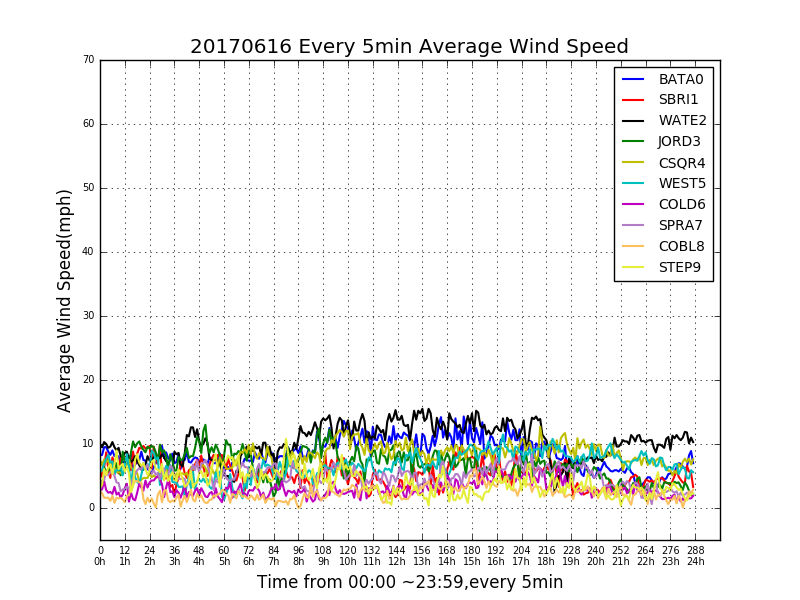 20170616 Every 5min Average Wind Speed
70
60
50
40
30
20
10
0
Average Wind Speed(mph)
BATA0
SBRI1
WATE2
JORD3
CSQR4
WEST5
COLD6
SPRA7
COBL8
STEP9
0 12 24 36 48 60 72 84 96 108 120 132 144 156 168 180 192 204 216 228 240 252 264 276 288
0h 1h 2h 3h 4h 5h 6h 7h 8h 9h 10h 11h 12h 13h 14h 15h 16h 17h 18h 19h 20h 21h 22h 23h 24h
Time from 00:00 ~23:59,every 5min